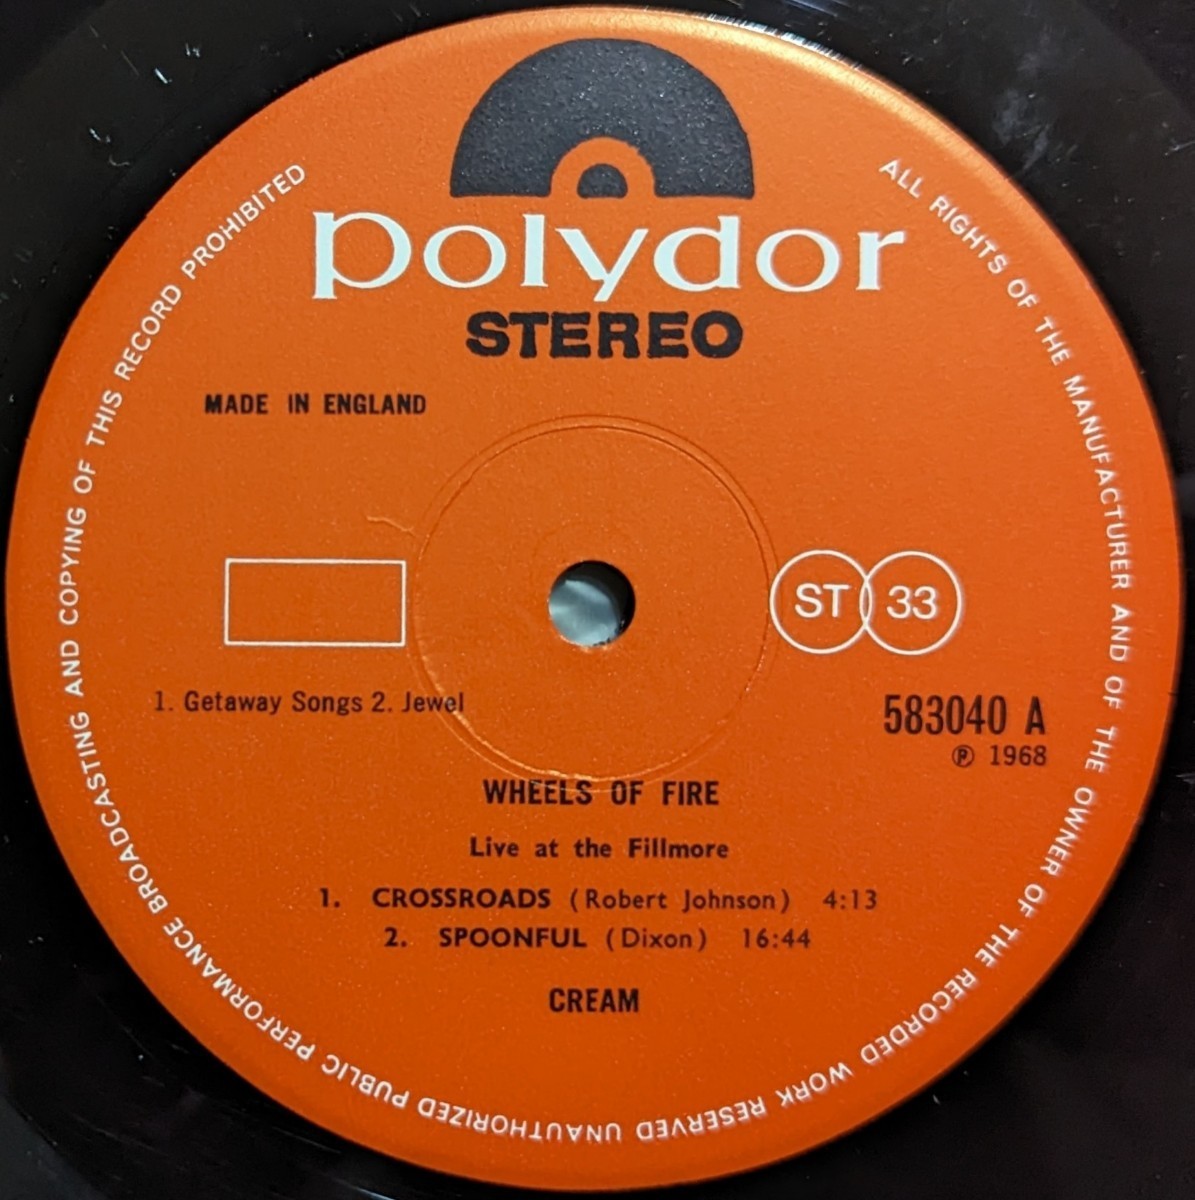 polydor
STEREO
MADE IN ENGLAND
ST 33
1. Getaway Songs 2. Jewel
583040 A
℗ 1968
WHEELS OF FIRE
Live at the Fillmore
1. CROSSROADS (Robert Johnson) 4:13
2. SPOONFUL (Dixon) 16:44
CREAM
ALL RIGHTS OF THE MANUFACTURER AND OF THE OWNER OF THE RECORDED WORK RESERVED UNAUTHORIZED PUBLIC PERFORMANCE BROADCASTING AND COPYING OF THIS RECORD PROHIBITED